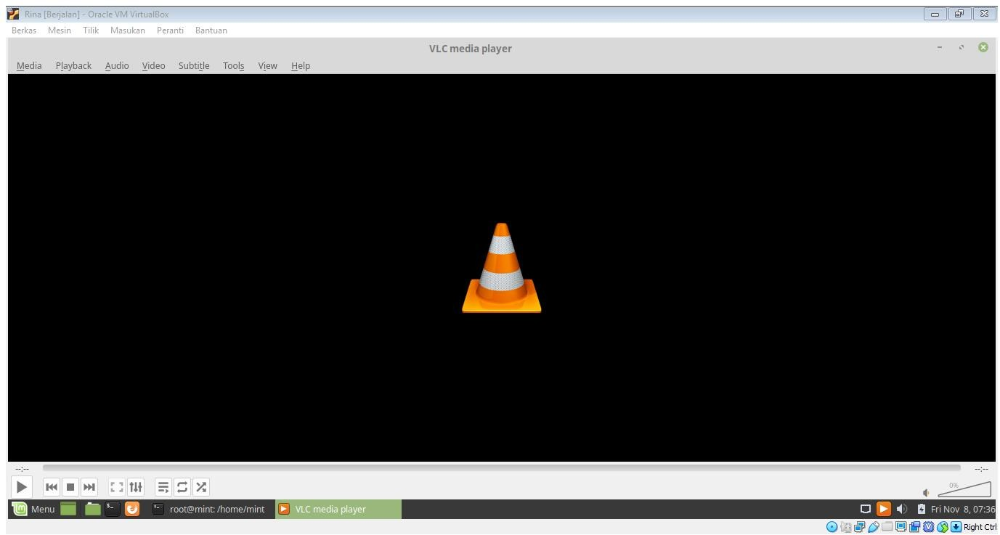 Rina [Berjalan] - Oracle VM VirtualBox
Berkas Mesin Tilik Masukan Peranti Bantuan
VLC media player
Media Playback Audio Video Subtitle Tools View Help
--:-- --:--
0%
Menu root@mint: /home/mint VLC media player Fri Nov 8, 07:36
Right Ctrl